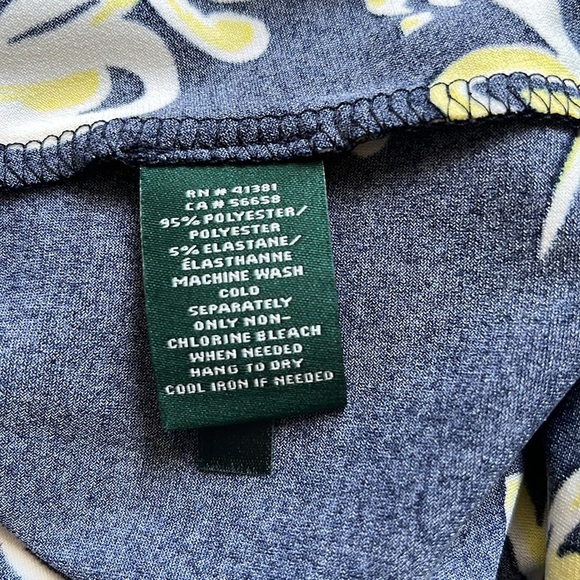 RN # 41381
CA # 56658
95% POLYESTER/
POLYESTER
5% ELASTANE/
ÉLASTHANNE
MACHINE WASH
COLD
SEPARATELY
ONLY NON-
CHLORINE BLEACH
WHEN NEEDED
HANG TO DRY
COOL IRON IF NEEDED